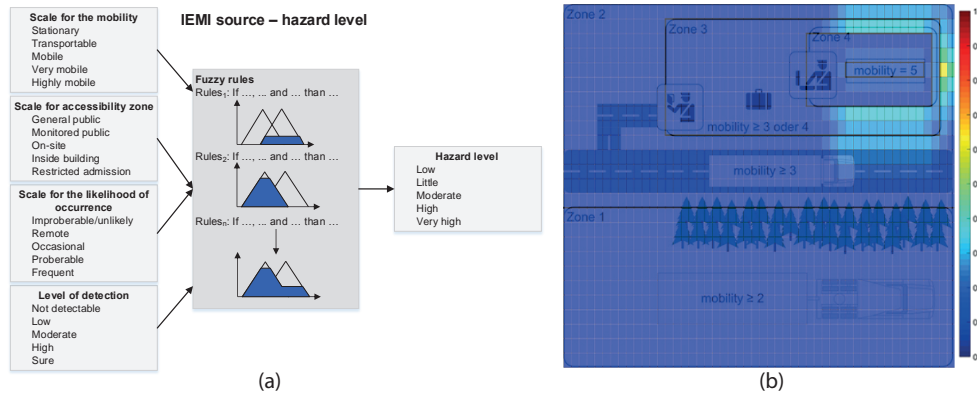 IEMI source – hazard level
Scale for the mobility
Stationary
Transportable
Mobile
Very mobile
Highly mobile
Scale for accessibility zone
General public
Monitored public
On-site
Inside building
Restricted admission
Scale for the likelihood of
occurrence
Improberable/unlikely
Remote
Occasional
Proberable
Frequent
Level of detection
Not detectable
Low
Moderate
High
Sure
Fuzzy rules
Rules1: If ..., ... and ... than ...
Rules2: If ..., ... and ... than ...
Rulesn: If ..., ... and ... than ...
Hazard level
Low
Little
Moderate
High
Very high
(a)
Zone 2
Zone 3
Zone 4
mobility = 5
mobility ≥ 3 oder 4
mobility ≥ 3
Zone 1
mobility ≥ 2
(b)